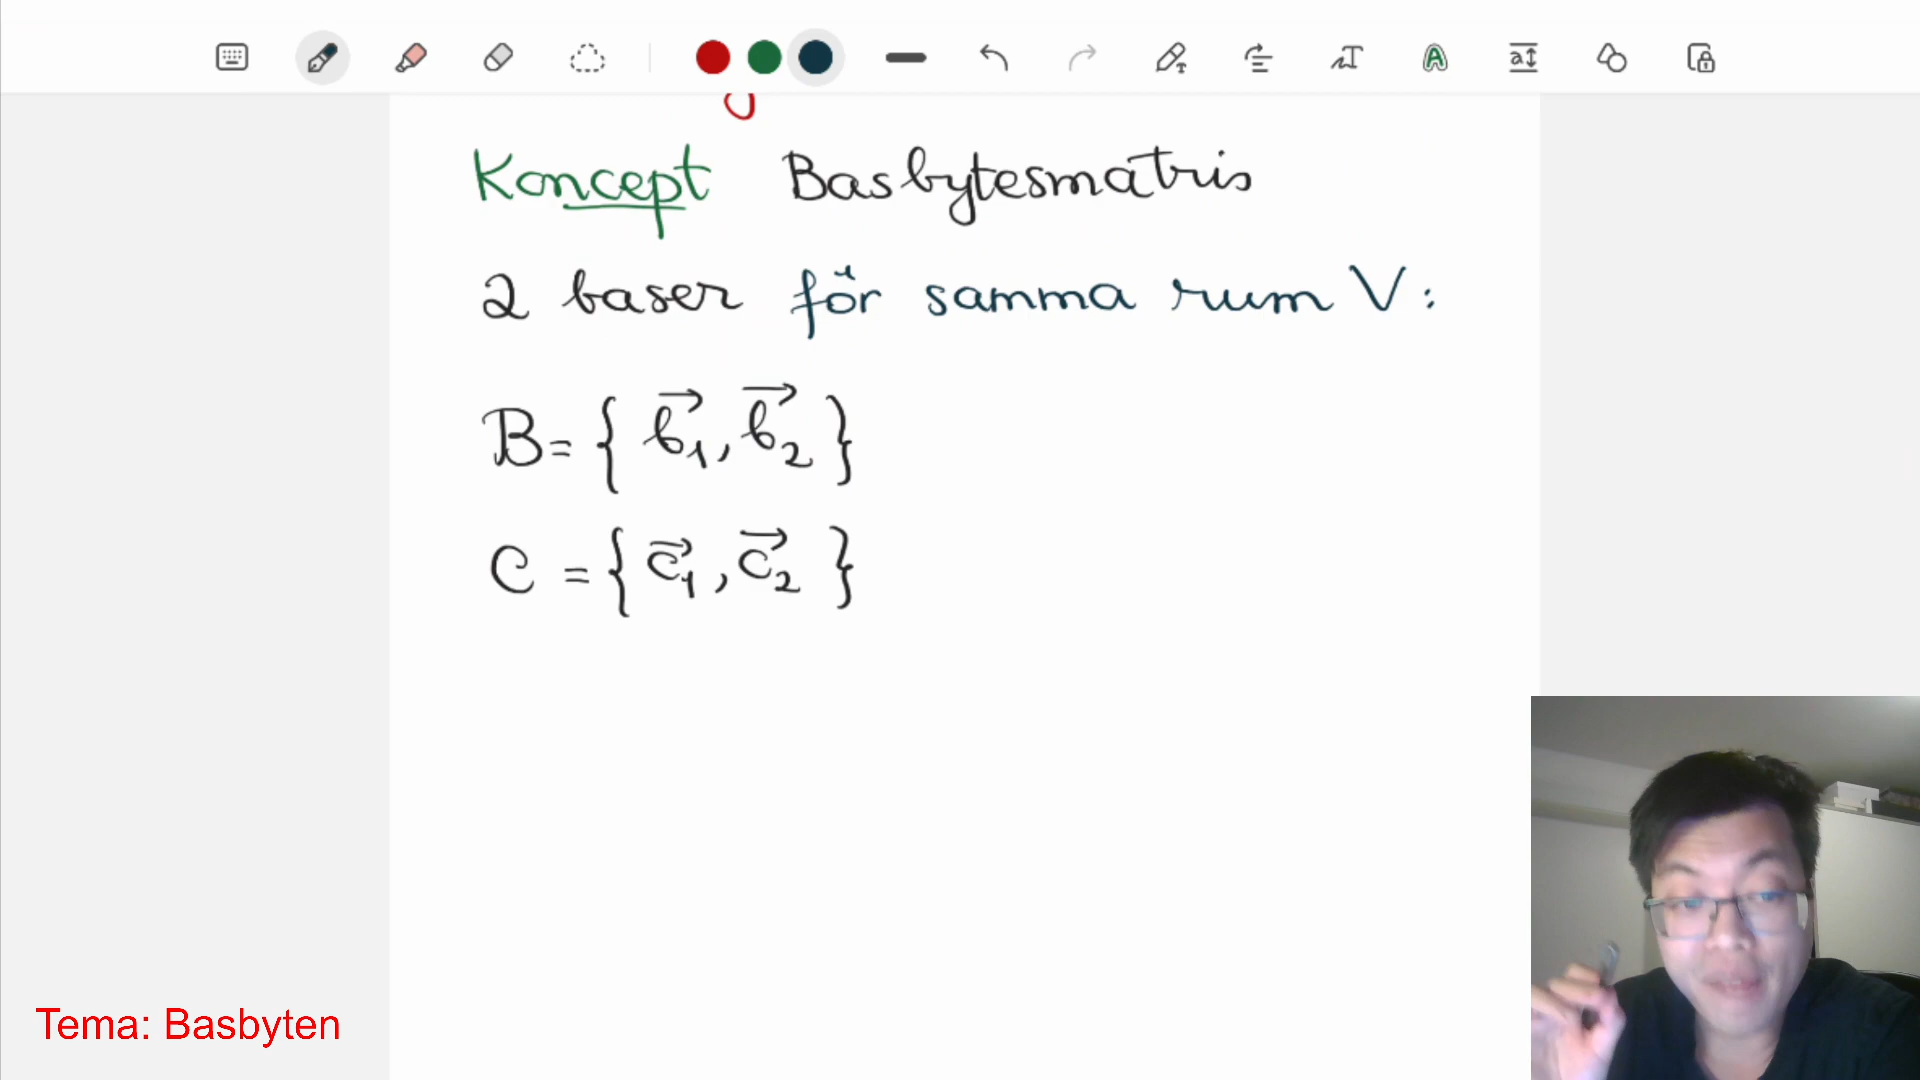 Koncept Basbytesmatris
2 baser för samma rum V:
B = { b⃗₁, b⃗₂ }
C = { c⃗₁, c⃗₂ }
Tema: Basbyten